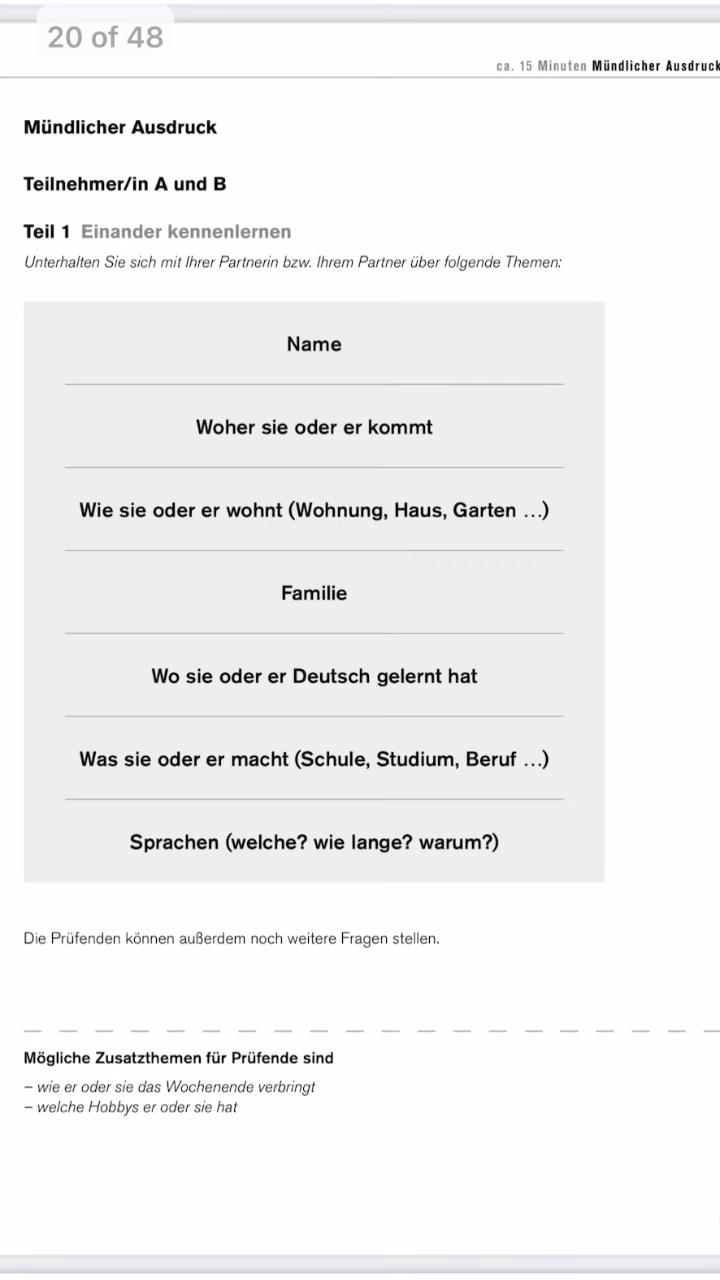 20 of 48
ca. 15 Minuten Mündlicher Ausdruck
Mündlicher Ausdruck
Teilnehmer/in A und B
Teil 1 Einander kennenlernen
Unterhalten Sie sich mit Ihrer Partnerin bzw. Ihrem Partner über folgende Themen:
Name
Woher sie oder er kommt
Wie sie oder er wohnt (Wohnung, Haus, Garten ...)
Familie
Wo sie oder er Deutsch gelernt hat
Was sie oder er macht (Schule, Studium, Beruf ...)
Sprachen (welche? wie lange? warum?)
Die Prüfenden können außerdem noch weitere Fragen stellen.
Mögliche Zusatzthemen für Prüfende sind
– wie er oder sie das Wochenende verbringt
– welche Hobbys er oder sie hat